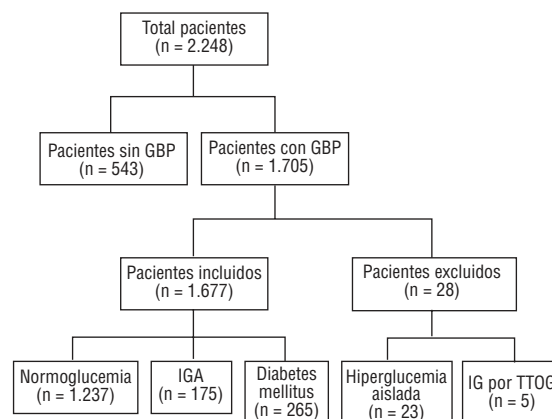 Total pacientes
(n = 2.248)
Pacientes sin GBP
(n = 543)
Pacientes con GBP
(n = 1.705)
Pacientes incluidos
(n = 1.677)
Pacientes excluidos
(n = 28)
Normoglucemia
(n = 1.237)
IGA
(n = 175)
Diabetes
mellitus
(n = 265)
Hiperglucemia
aislada
(n = 23)
IG por TTOG
(n = 5)